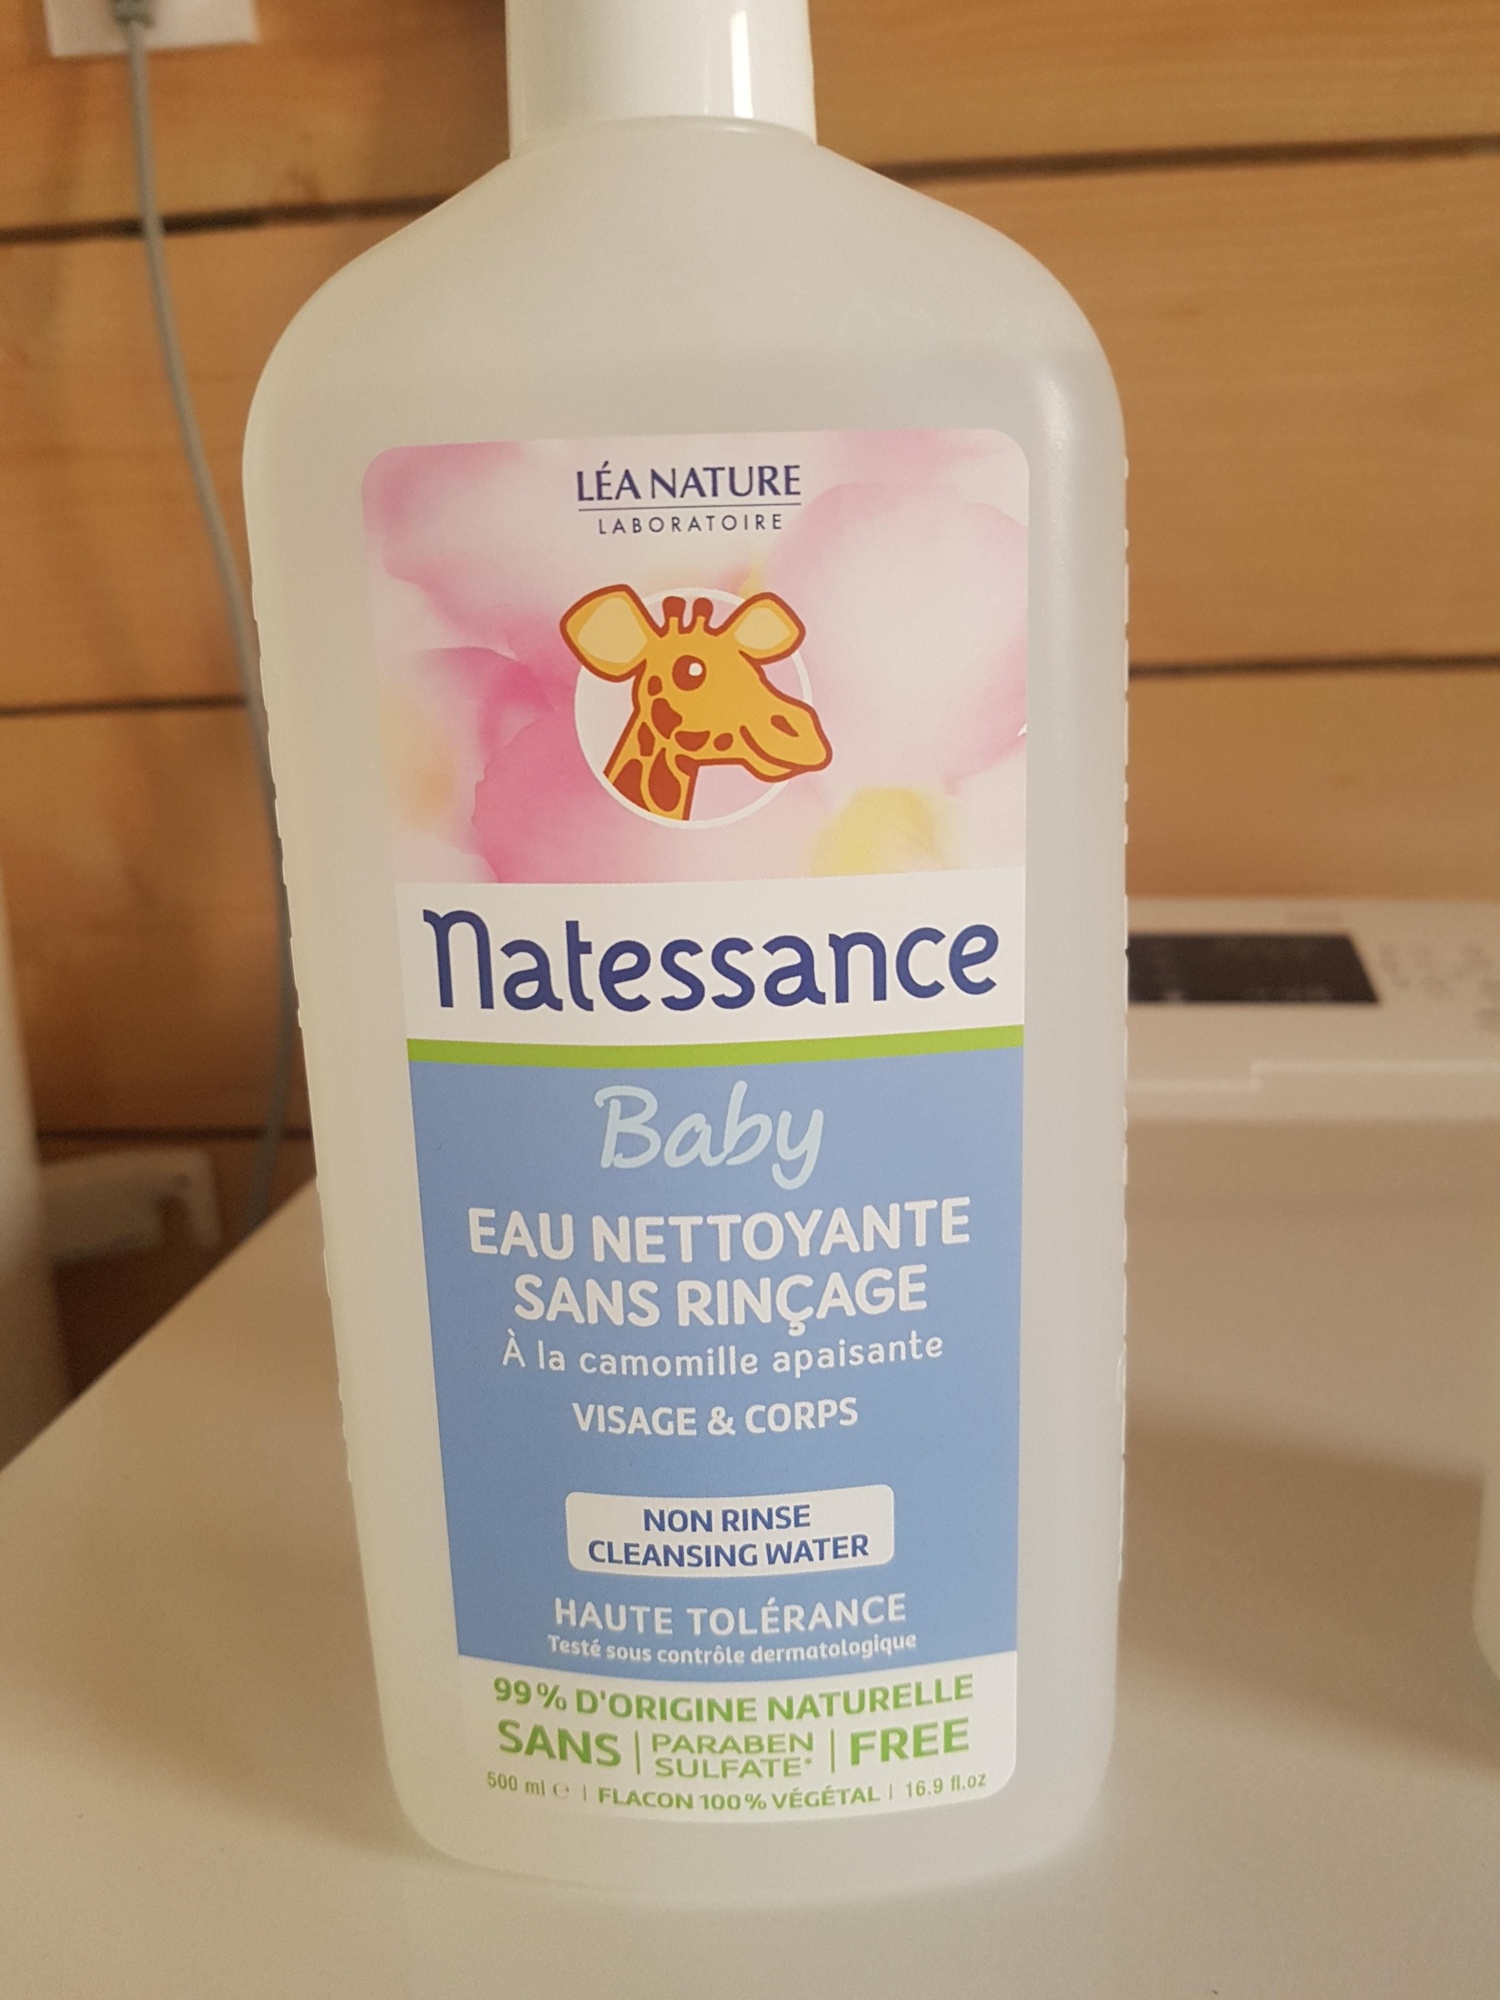 LÉA NATURE
LABORATOIRE
Natessance
Baby
EAU NETTOYANTE
SANS RINÇAGE
À la camomille apaisante
VISAGE & CORPS
NON RINSE
CLEANSING WATER
HAUTE TOLÉRANCE
Testé sous contrôle dermatologique
99% D'ORIGINE NATURELLE
SANS | PARABEN | FREE
SULFATE*
500 ml ℮ | FLACON 100% VÉGÉTAL | 16.9 fl.oz